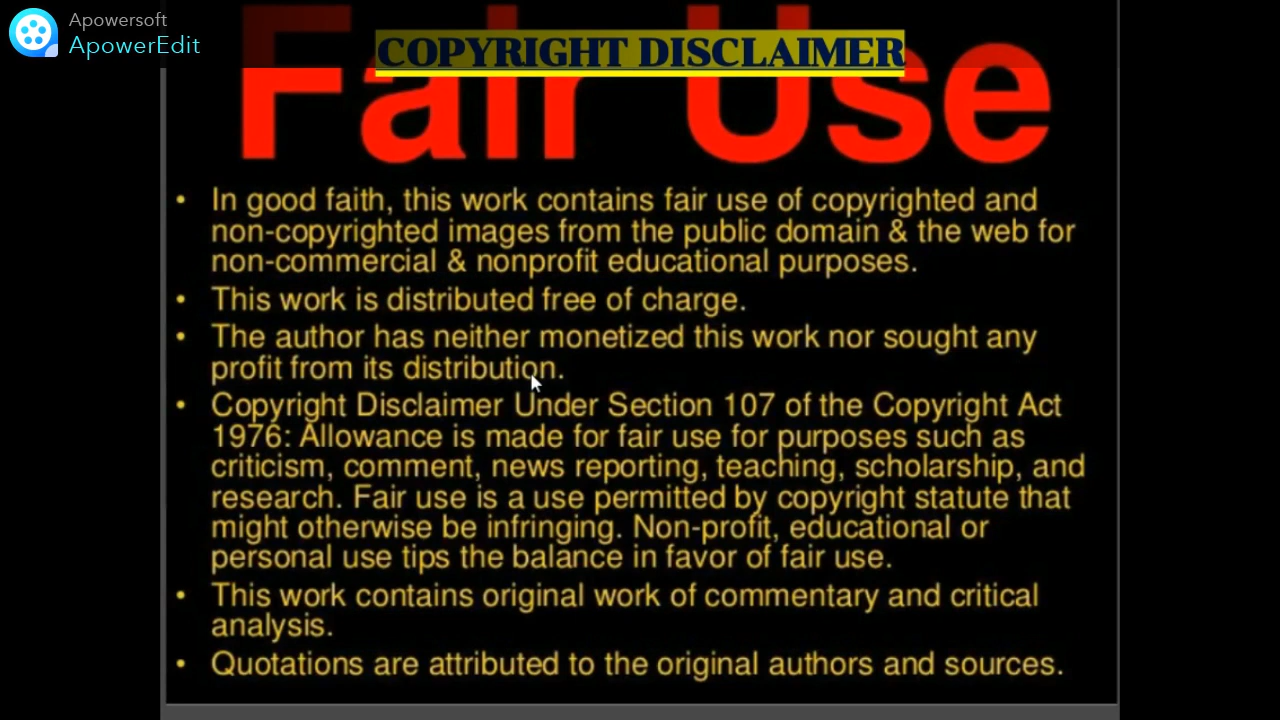 Apowersoft
ApowerEdit
COPYRIGHT DISCLAIMER
Fair Use
• In good faith, this work contains fair use of copyrighted and
non-copyrighted images from the public domain & the web for
non-commercial & nonprofit educational purposes.
• This work is distributed free of charge.
• The author has neither monetized this work nor sought any
profit from its distribution.
• Copyright Disclaimer Under Section 107 of the Copyright Act
1976: Allowance is made for fair use for purposes such as
criticism, comment, news reporting, teaching, scholarship, and
research. Fair use is a use permitted by copyright statute that
might otherwise be infringing. Non-profit, educational or
personal use tips the balance in favor of fair use.
• This work contains original work of commentary and critical
analysis.
• Quotations are attributed to the original authors and sources.